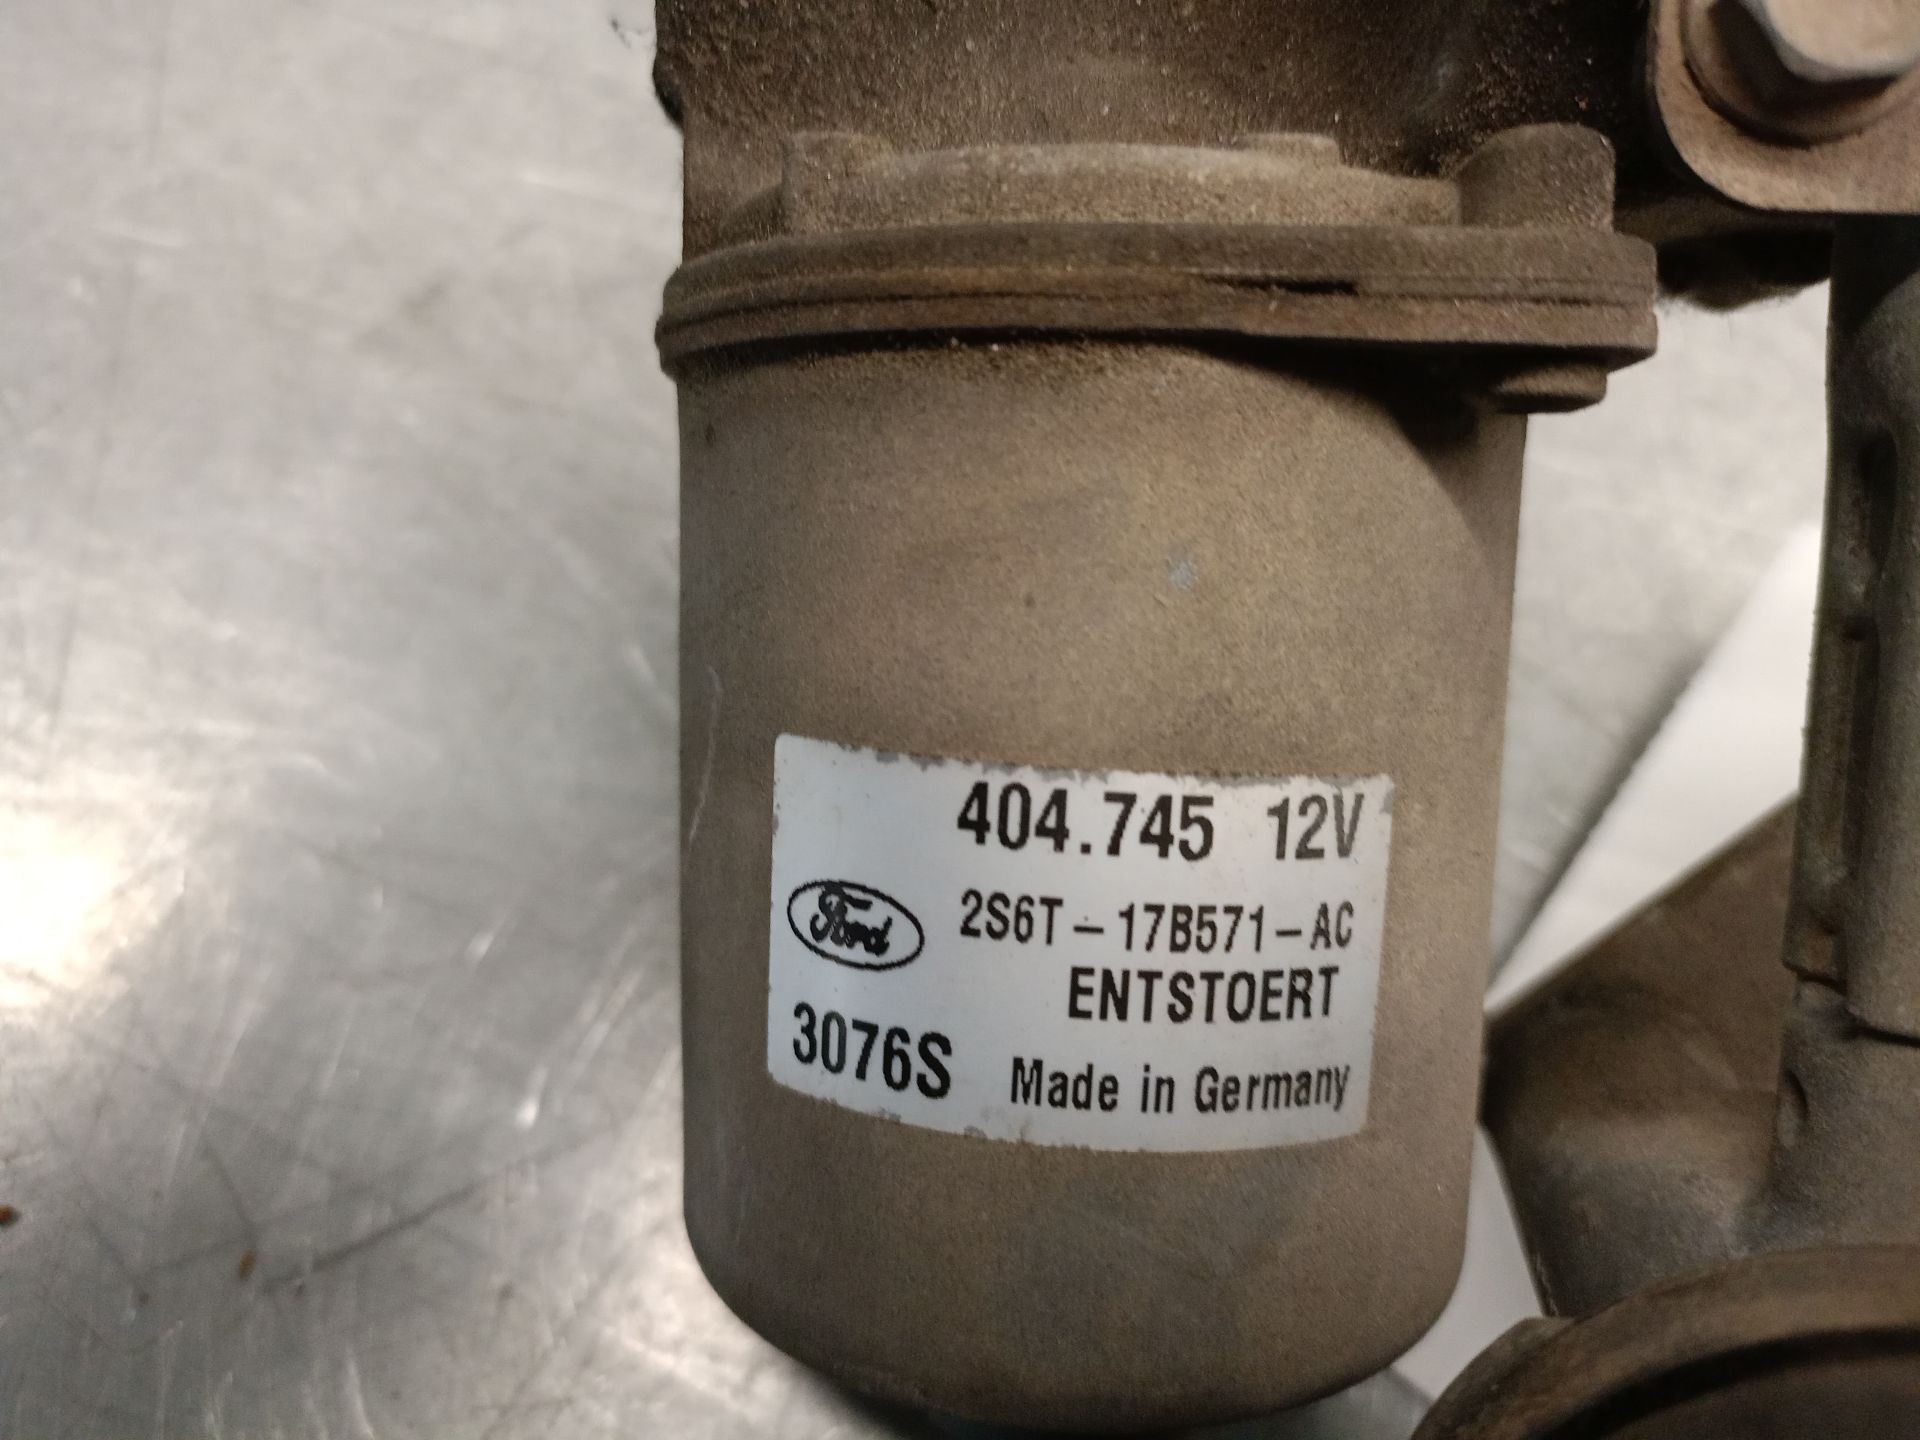 404.745 12V
Ford 2S6T-17B571-AC
ENTSTOERT
3076S Made in Germany